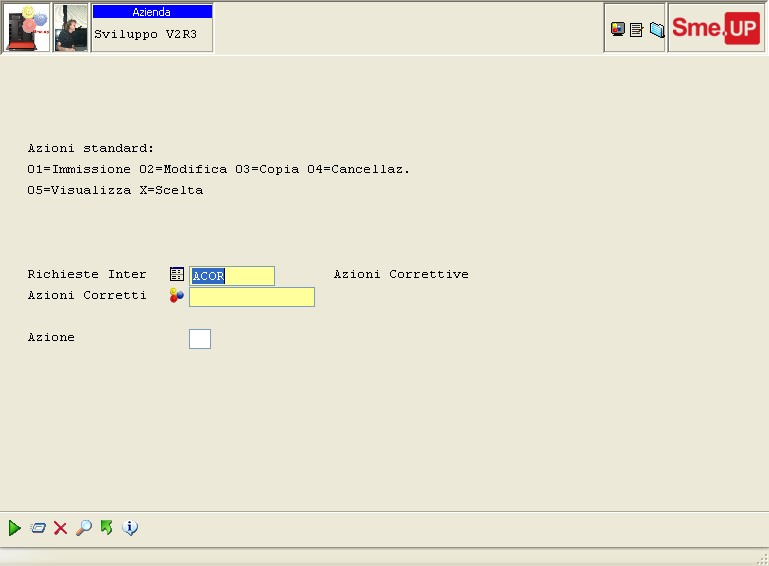 Azienda
Sviluppo V2R3
Sme.UP
Azioni standard:
01=Immissione 02=Modifica 03=Copia 04=Cancellaz.
05=Visualizza X=Scelta
Richieste Inter ACOR Azioni Correttive
Azioni Corretti
Azione